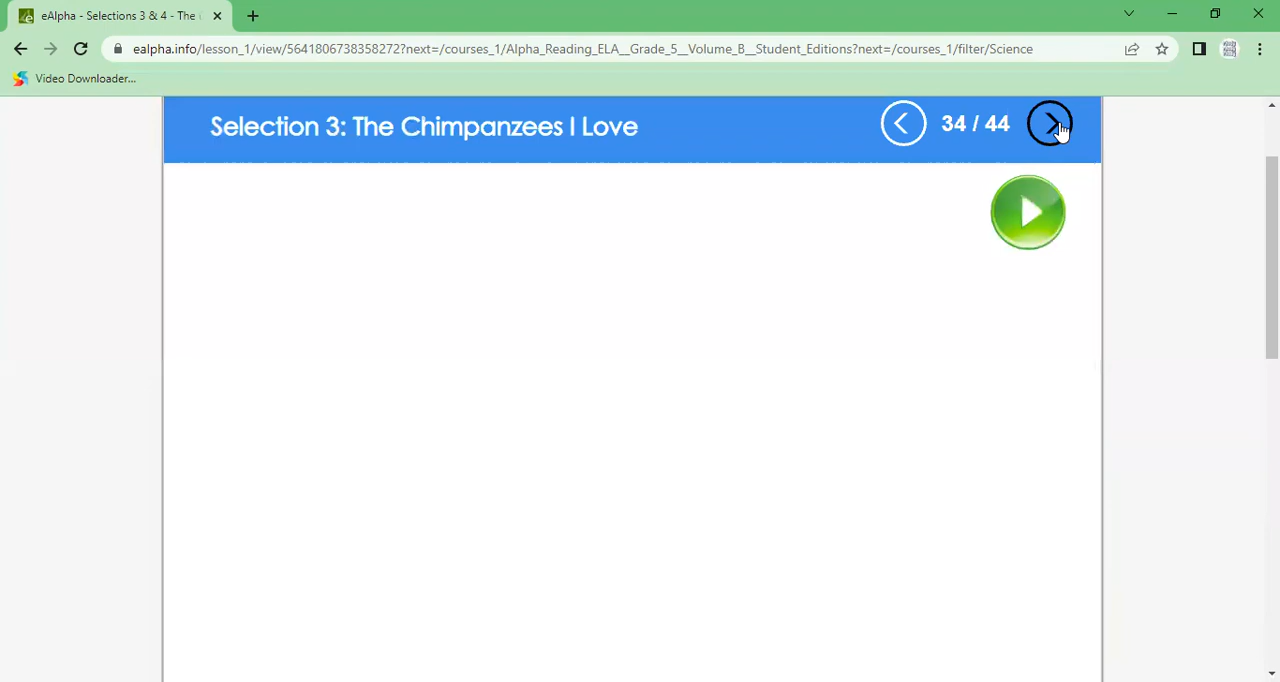 eAlpha - Selections 3 & 4 - The
ealpha.info/lesson_1/view/5641806738358272?next=/courses_1/Alpha_Reading_ELA__Grade_5__Volume_B__Student_Editions?next=/courses_1/filter/Science
Video Downloader...
Selection 3: The Chimpanzees I Love
34 / 44